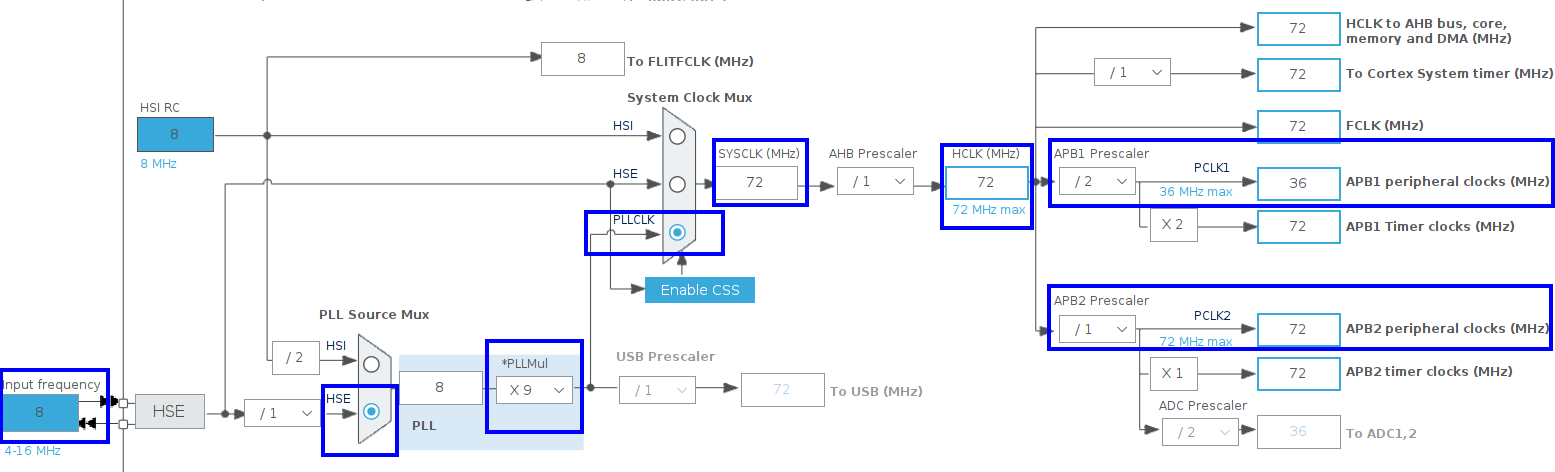 8
To FLITFCLK (MHz)
System Clock Mux
HSI RC
8
8 MHz
HSI
HSE
PLLCLK
Enable CSS
SYSCLK (MHz)
72
AHB Prescaler
/ 1
HCLK (MHz)
72
72 MHz max
72
HCLK to AHB bus, core,
memory and DMA (MHz)
/ 1
72
To Cortex System timer (MHz)
72
FCLK (MHz)
APB1 Prescaler
/ 2
PCLK1
36 MHz max
36
APB1 peripheral clocks (MHz)
X 2
72
APB1 Timer clocks (MHz)
APB2 Prescaler
/ 1
PCLK2
72 MHz max
72
APB2 peripheral clocks (MHz)
X 1
72
APB2 timer clocks (MHz)
ADC Prescaler
/ 2
36
To ADC1,2
PLL Source Mux
/ 2
HSI
Input frequency
8
4-16 MHz
HSE
/ 1
HSE
8
PLL
*PLLMul
X 9
USB Prescaler
/ 1
72
To USB (MHz)